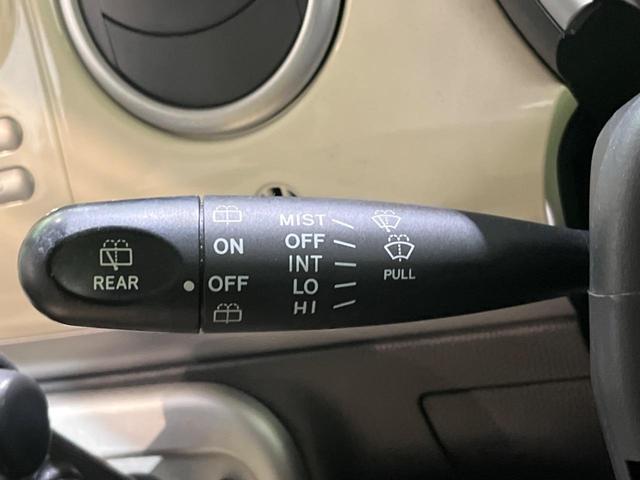 REAR
ON
OFF
MIST
OFF
INT
LO
HI
PULL